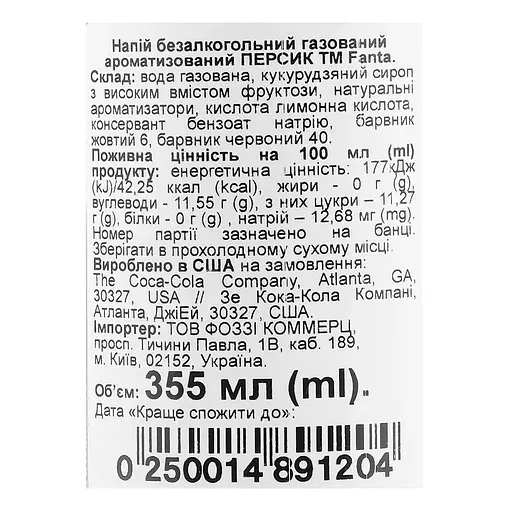 Напій безалкогольний газований
ароматизований ПЕРСИК ТМ Fanta.
Склад: вода газована, кукурудзяний сироп
з високим вмістом фруктози, натуральні
ароматизатори, кислота лимонна кислота,
консервант бензоат натрію, барвник
жовтий 6, барвник червоний 40.
Поживна цінність на 100 мл (ml)
продукту: енергетична цінність: 177кДж
(kJ)/42,25 ккал (kcal), жири - 0 г (g),
вуглеводи - 11,55 г (g), з них цукри – 11,27
г (g), білки - 0 г (g) , натрій – 12,68 мг (mg).
Номер партії зазначено на банці.
Зберігати в прохолодному сухому місці.
Вироблено в США на замовлення:
The Coca-Cola Company, Atlanta, GA,
30327, USA // Зе Кока-Кола Компані,
Атланта, ДжіЕй, 30327, США.
Імпортер: ТОВ ФОЗЗІ КОММЕРЦ,
просп. Тичини Павла, 1В, каб. 189,
м. Київ, 02152, Україна.
Об'єм: 355 мл (ml).
Дата «Краще спожити до»:
0 250014 891204